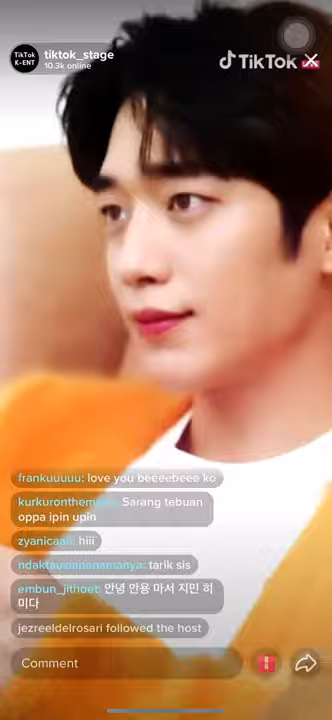 TikTok
K-ENT
tiktok_stage
10.3k online
TikTok
frankuuuuu: love you beeeebeee ko
Sarang tebuan
oppa ipin upin
hiii
tarik sis
embun_jithoet: 안녕 안용 마서 지민 히
미다
jezreeldelrosari followed the host
Comment